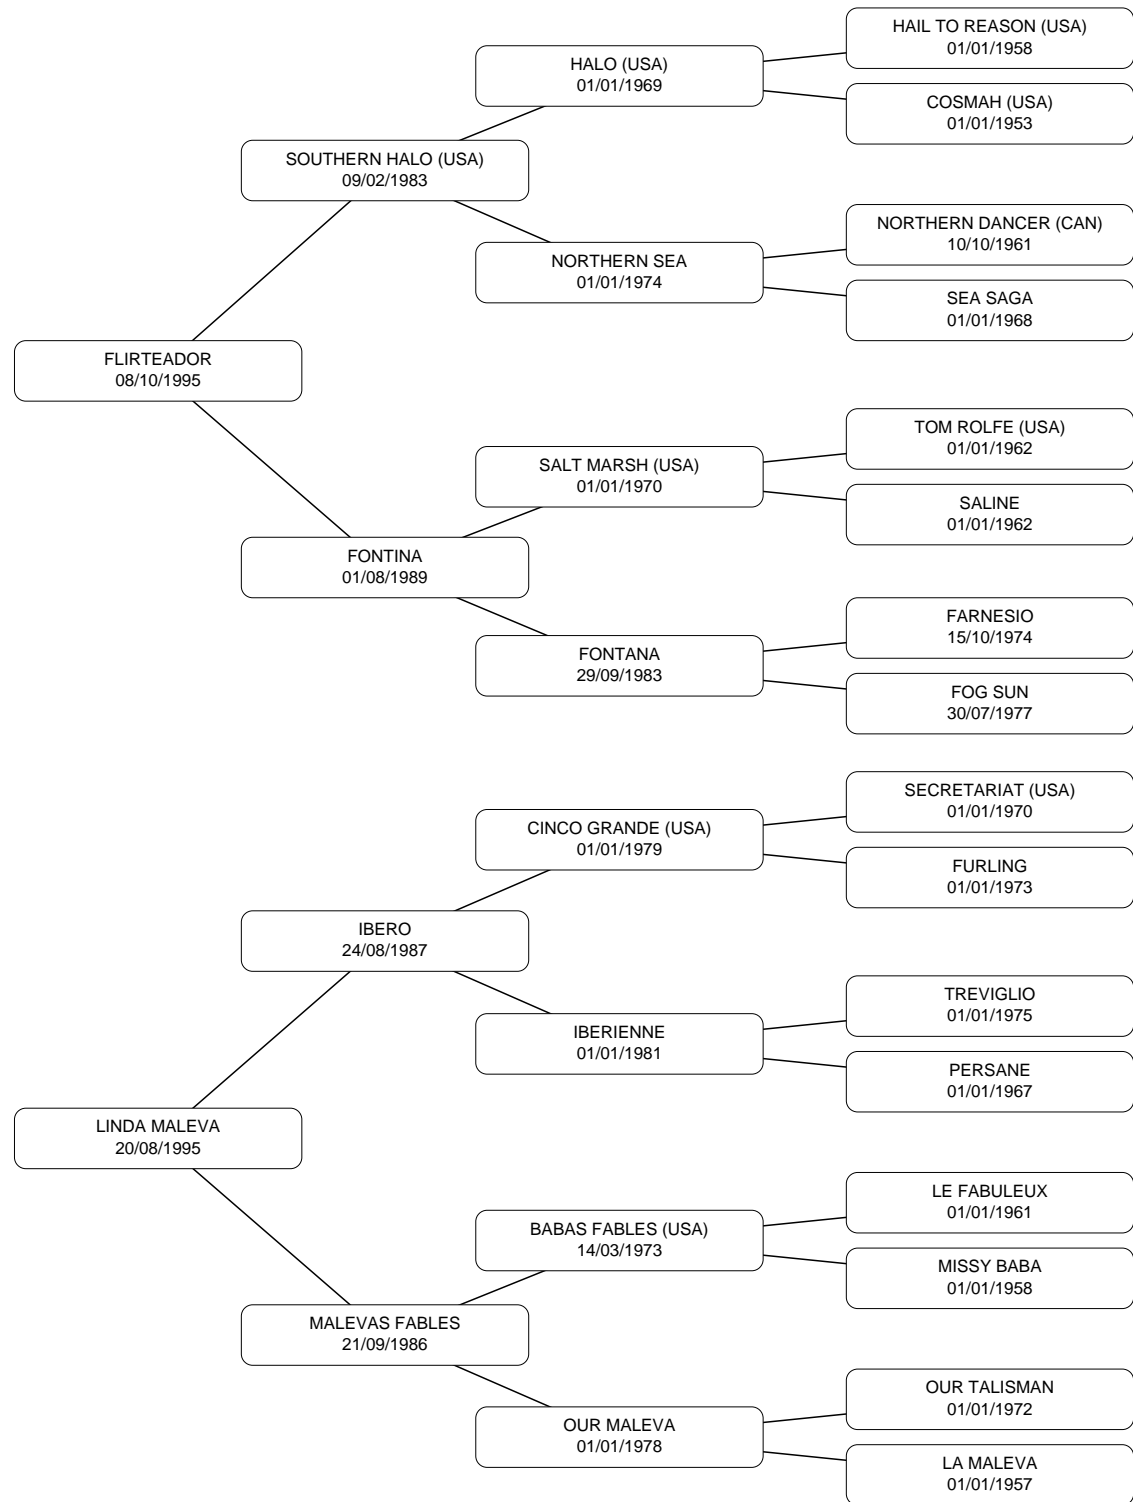 HAIL TO REASON (USA)
01/01/1958
HALO (USA)
01/01/1969
COSMAH (USA)
01/01/1953
SOUTHERN HALO (USA)
09/02/1983
NORTHERN DANCER (CAN)
10/10/1961
NORTHERN SEA
01/01/1974
SEA SAGA
01/01/1968
FLIRTEADOR
08/10/1995
TOM ROLFE (USA)
01/01/1962
SALT MARSH (USA)
01/01/1970
SALINE
01/01/1962
FONTINA
01/08/1989
FARNESIO
15/10/1974
FONTANA
29/09/1983
FOG SUN
30/07/1977
SECRETARIAT (USA)
01/01/1970
CINCO GRANDE (USA)
01/01/1979
FURLING
01/01/1973
IBERO
24/08/1987
TREVIGLIO
01/01/1975
IBERIENNE
01/01/1981
PERSANE
01/01/1967
LINDA MALEVA
20/08/1995
LE FABULEUX
01/01/1961
BABAS FABLES (USA)
14/03/1973
MISSY BABA
01/01/1958
MALEVAS FABLES
21/09/1986
OUR TALISMAN
01/01/1972
OUR MALEVA
01/01/1978
LA MALEVA
01/01/1957